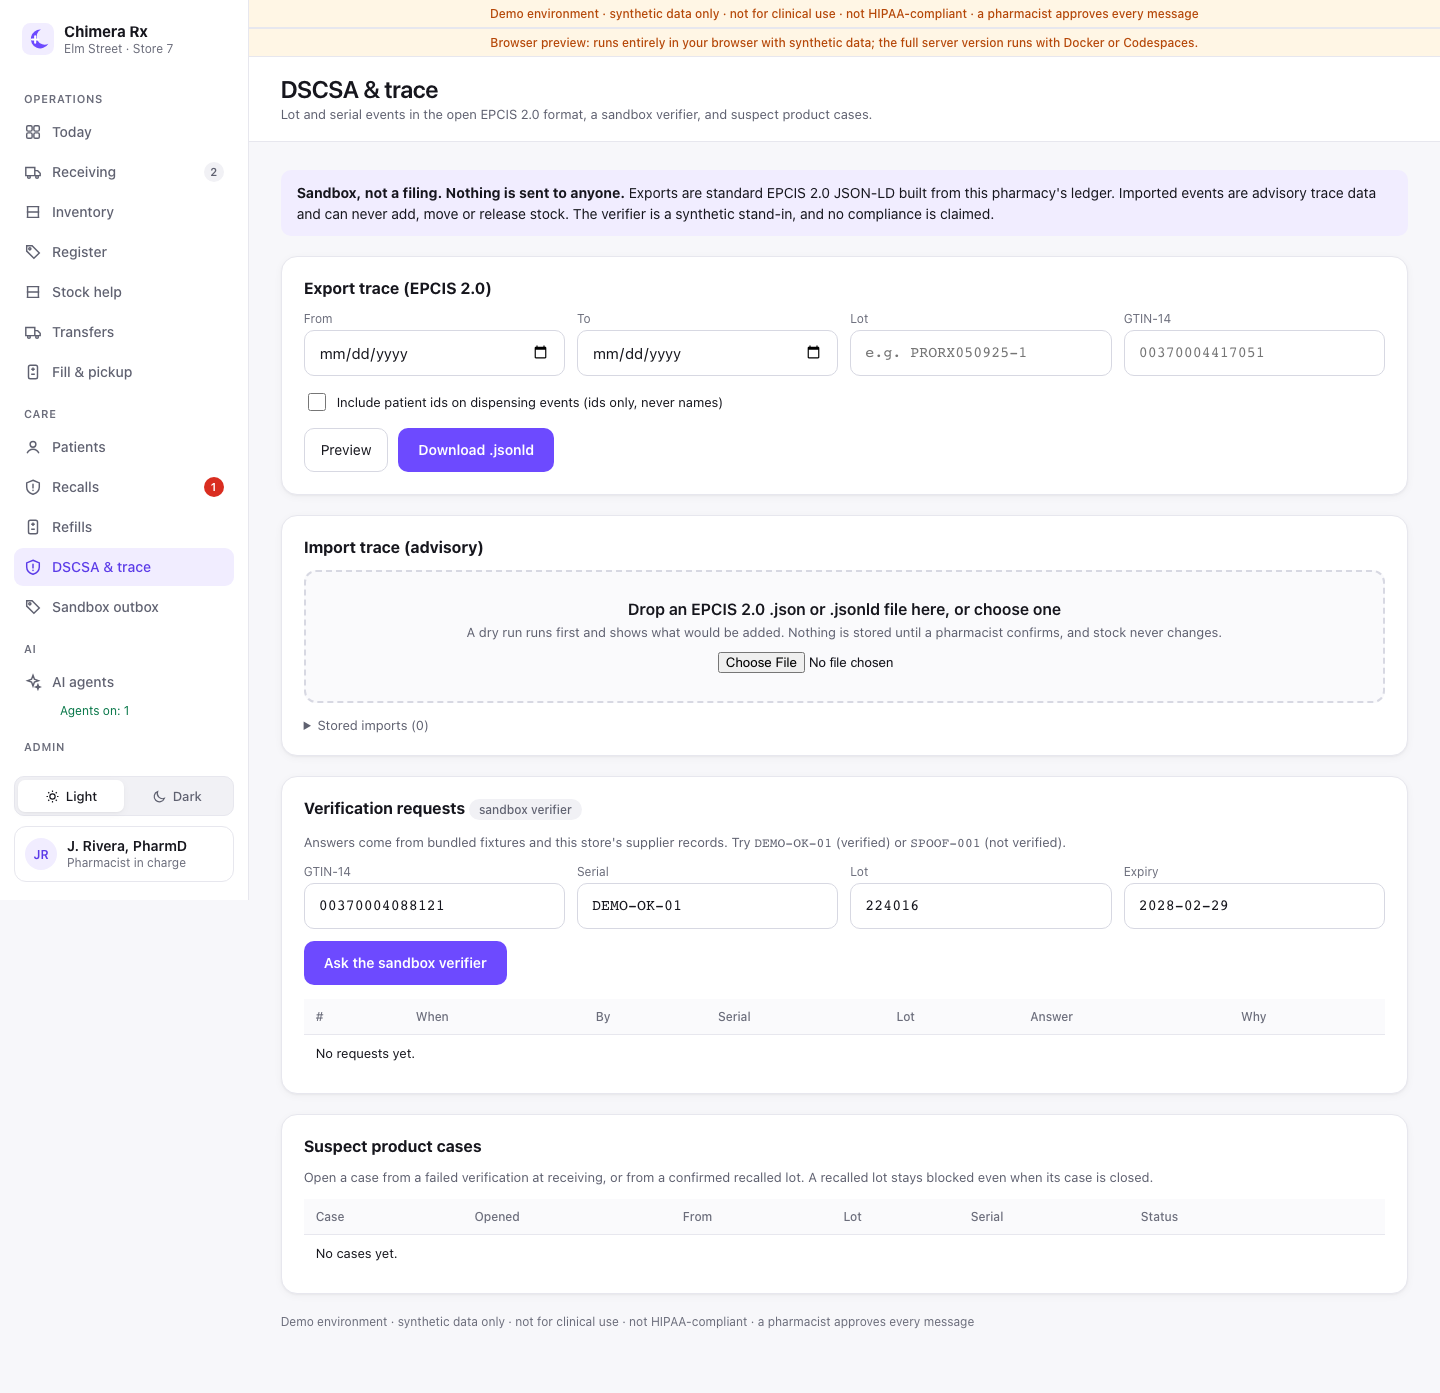 Chimera Rx
Elm Street · Store 7
OPERATIONS
Today
Receiving 2
Inventory
Register
Stock help
Transfers
Fill & pickup
CARE
Patients
Recalls 1
Refills
DSCSA & trace
Sandbox outbox
AI
AI agents
Agents on: 1
ADMIN
Light Dark
JR
J. Rivera, PharmD
Pharmacist in charge
Demo environment · synthetic data only · not for clinical use · not HIPAA-compliant · a pharmacist approves every message
Browser preview: runs entirely in your browser with synthetic data; the full server version runs with Docker or Codespaces.
DSCSA & trace
Lot and serial events in the open EPCIS 2.0 format, a sandbox verifier, and suspect product cases.
Sandbox, not a filing. Nothing is sent to anyone. Exports are standard EPCIS 2.0 JSON-LD built from this pharmacy's ledger. Imported events are advisory trace data
and can never add, move or release stock. The verifier is a synthetic stand-in, and no compliance is claimed.
Export trace (EPCIS 2.0)
From To Lot GTIN-14
mm/dd/yyyy mm/dd/yyyy e.g. PRORX050925-1 00370004417051
Include patient ids on dispensing events (ids only, never names)
Preview Download .jsonld
Import trace (advisory)
Drop an EPCIS 2.0 .json or .jsonld file here, or choose one
A dry run runs first and shows what would be added. Nothing is stored until a pharmacist confirms, and stock never changes.
Choose File No file chosen
Stored imports (0)
Verification requests sandbox verifier
Answers come from bundled fixtures and this store's supplier records. Try DEMO-OK-01 (verified) or SPOOF-001 (not verified).
GTIN-14 Serial Lot Expiry
00370004088121 DEMO-OK-01 224016 2028-02-29
Ask the sandbox verifier
# When By Serial Lot Answer Why
No requests yet.
Suspect product cases
Open a case from a failed verification at receiving, or from a confirmed recalled lot. A recalled lot stays blocked even when its case is closed.
Case Opened From Lot Serial Status
No cases yet.
Demo environment · synthetic data only · not for clinical use · not HIPAA-compliant · a pharmacist approves every message